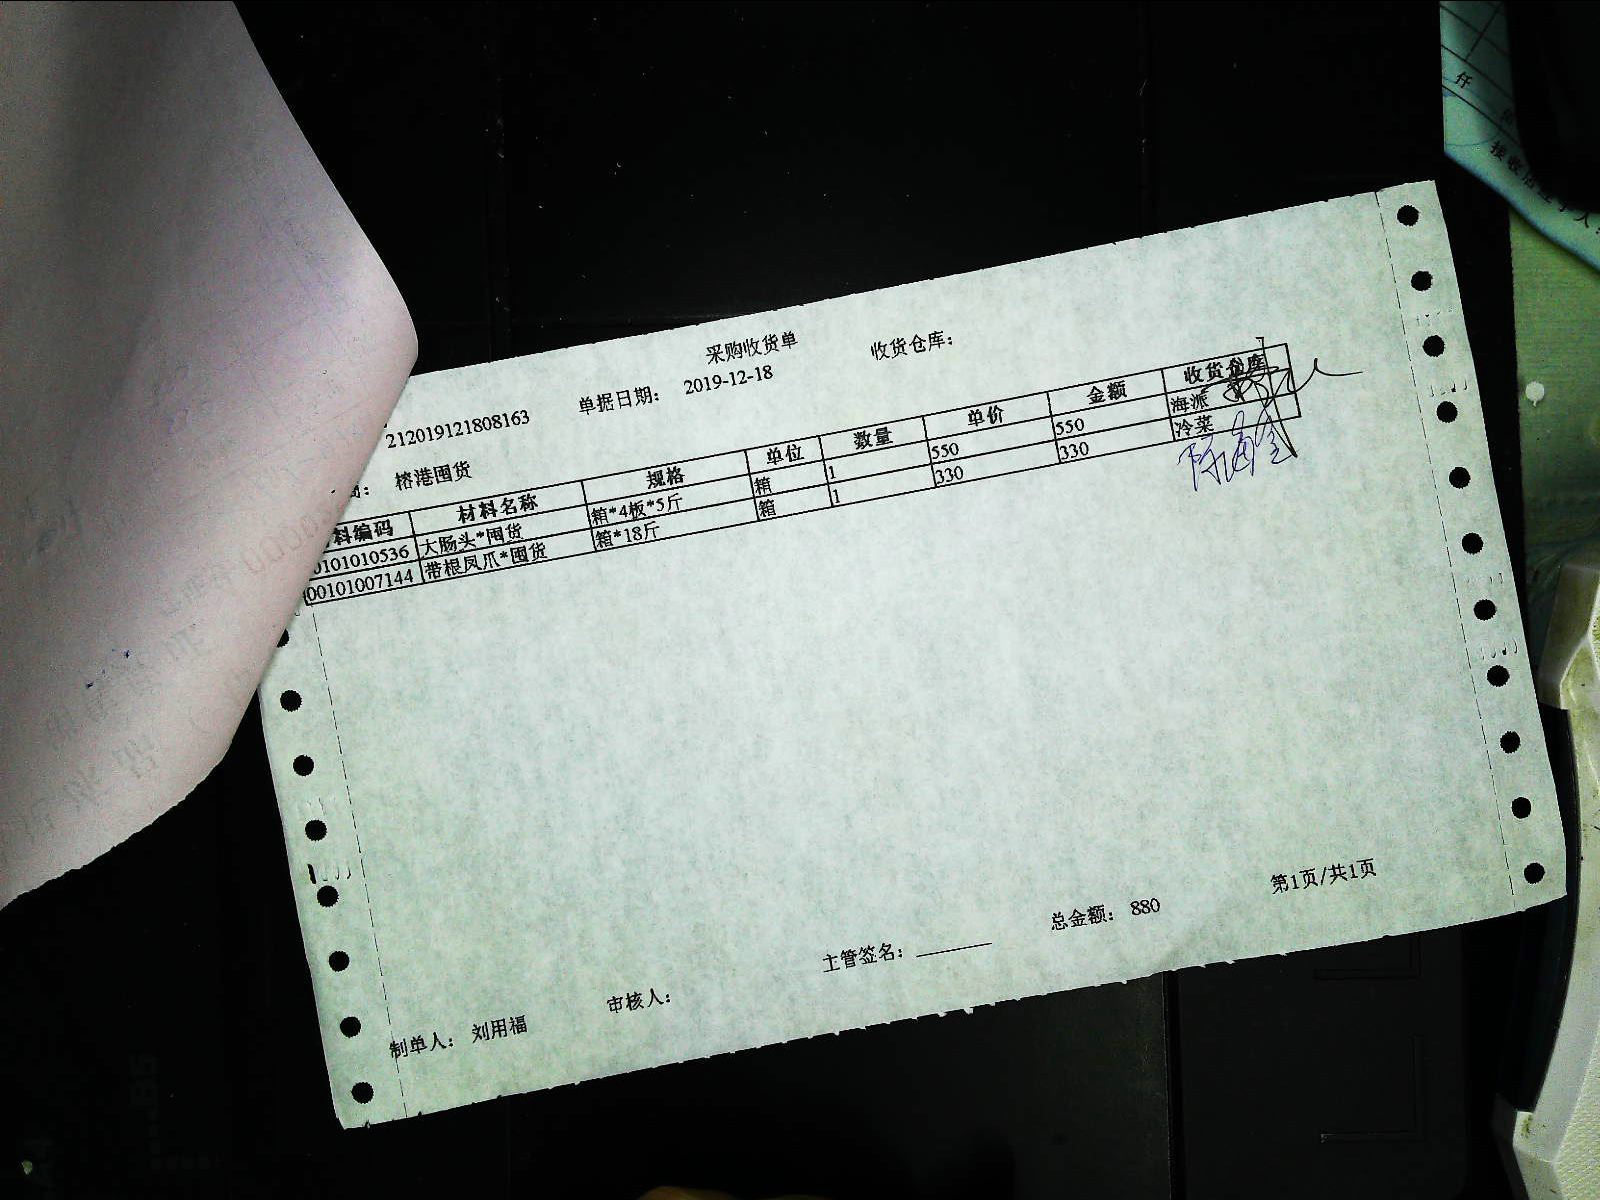 采购收货单
收货仓库：
212019121808163 单据日期： 2019-12-18
商： 榕港囤货
料编码 材料名称 规格 单位 数量 单价 金额 收货仓库
0101010536 大肠头*囤货 箱*4板*5斤 箱 1 550 550 海派
00101007144 带根凤爪*囤货 箱*18斤 箱 1 330 330 冷菜
制单人： 刘用福 审核人： 主管签名： 总金额： 880 第1页/共1页
仟